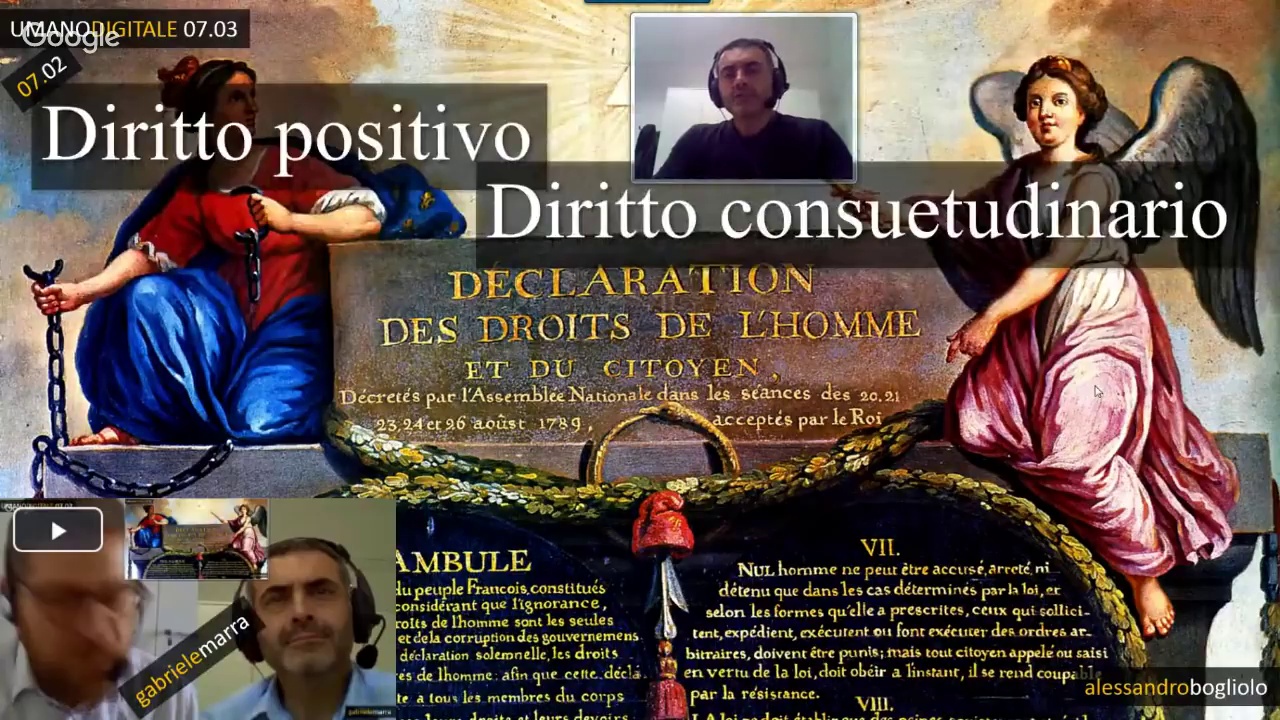 UMANODIGITALE 07.03
Google
07.02
Diritto positivo
Diritto consuetudinario
DÉCLARATION
DES DROITS DE L'HOMME
ET DU CITOYEN,
Décretés par l'Assemblée Nationale dans les séances des 20.21
23.24 et 26 août 1789, acceptés par le Roi
AMBULE
du peuple François, constitués
considérant que l'ignorance,
roits de l'homme sont les seules
et de la corruption des gouvernemens
déclaration solemnelle, les droits
es de l'homme: afin que cette décla
te a tous les membres du corps
VII.
NUL homme ne peut être accusé, arreté, ni
détenu que dans les cas détérminés par la loi, et
selon les formes qu'elle a prescrites, ceux qui sollici-
tent, expédient, exécutent ou font exécuter des ordres ar-
bitraires, doivent être punis; mais tout citoyen appelé ou saisi
en vertu de la loi, doit obéir a l'instant, il se rend coupable
par la résistance.
VIII.
gabrielemarra
alessandrobogliolo